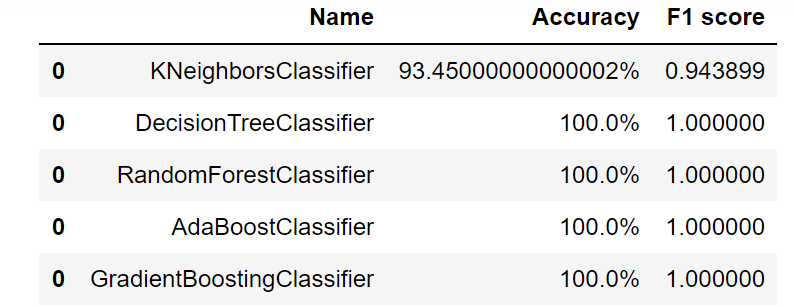 Name Accuracy F1 score
0 KNeighborsClassifier 93.45000000000002% 0.943899
0 DecisionTreeClassifier 100.0% 1.000000
0 RandomForestClassifier 100.0% 1.000000
0 AdaBoostClassifier 100.0% 1.000000
0 GradientBoostingClassifier 100.0% 1.000000